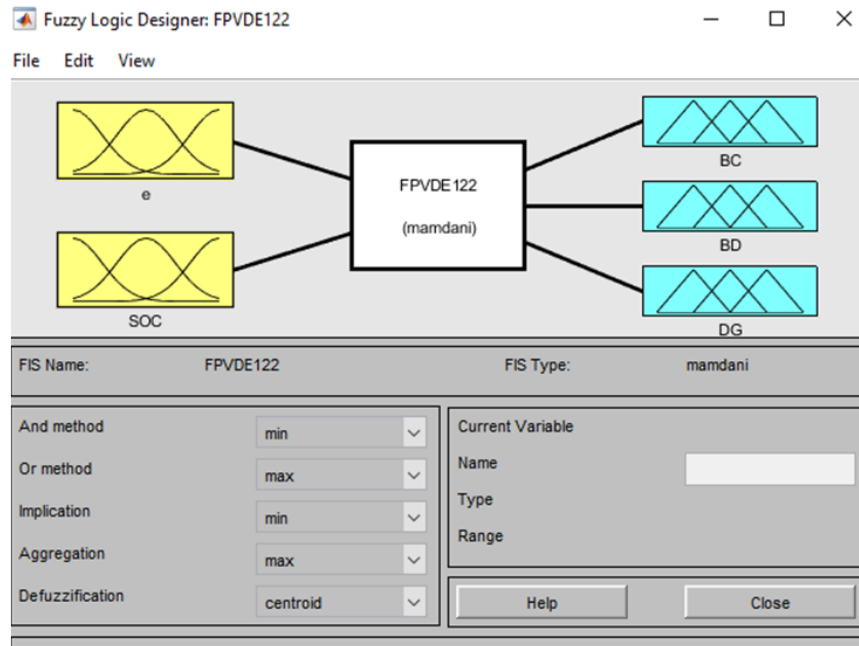 Fuzzy Logic Designer: FPVDE122
File Edit View
e
SOC
FPVDE122
(mamdani)
BC
BD
DG
FIS Name: FPVDE122 FIS Type: mamdani
And method min
Or method max
Implication min
Aggregation max
Defuzzification centroid
Current Variable
Name
Type
Range
Help Close